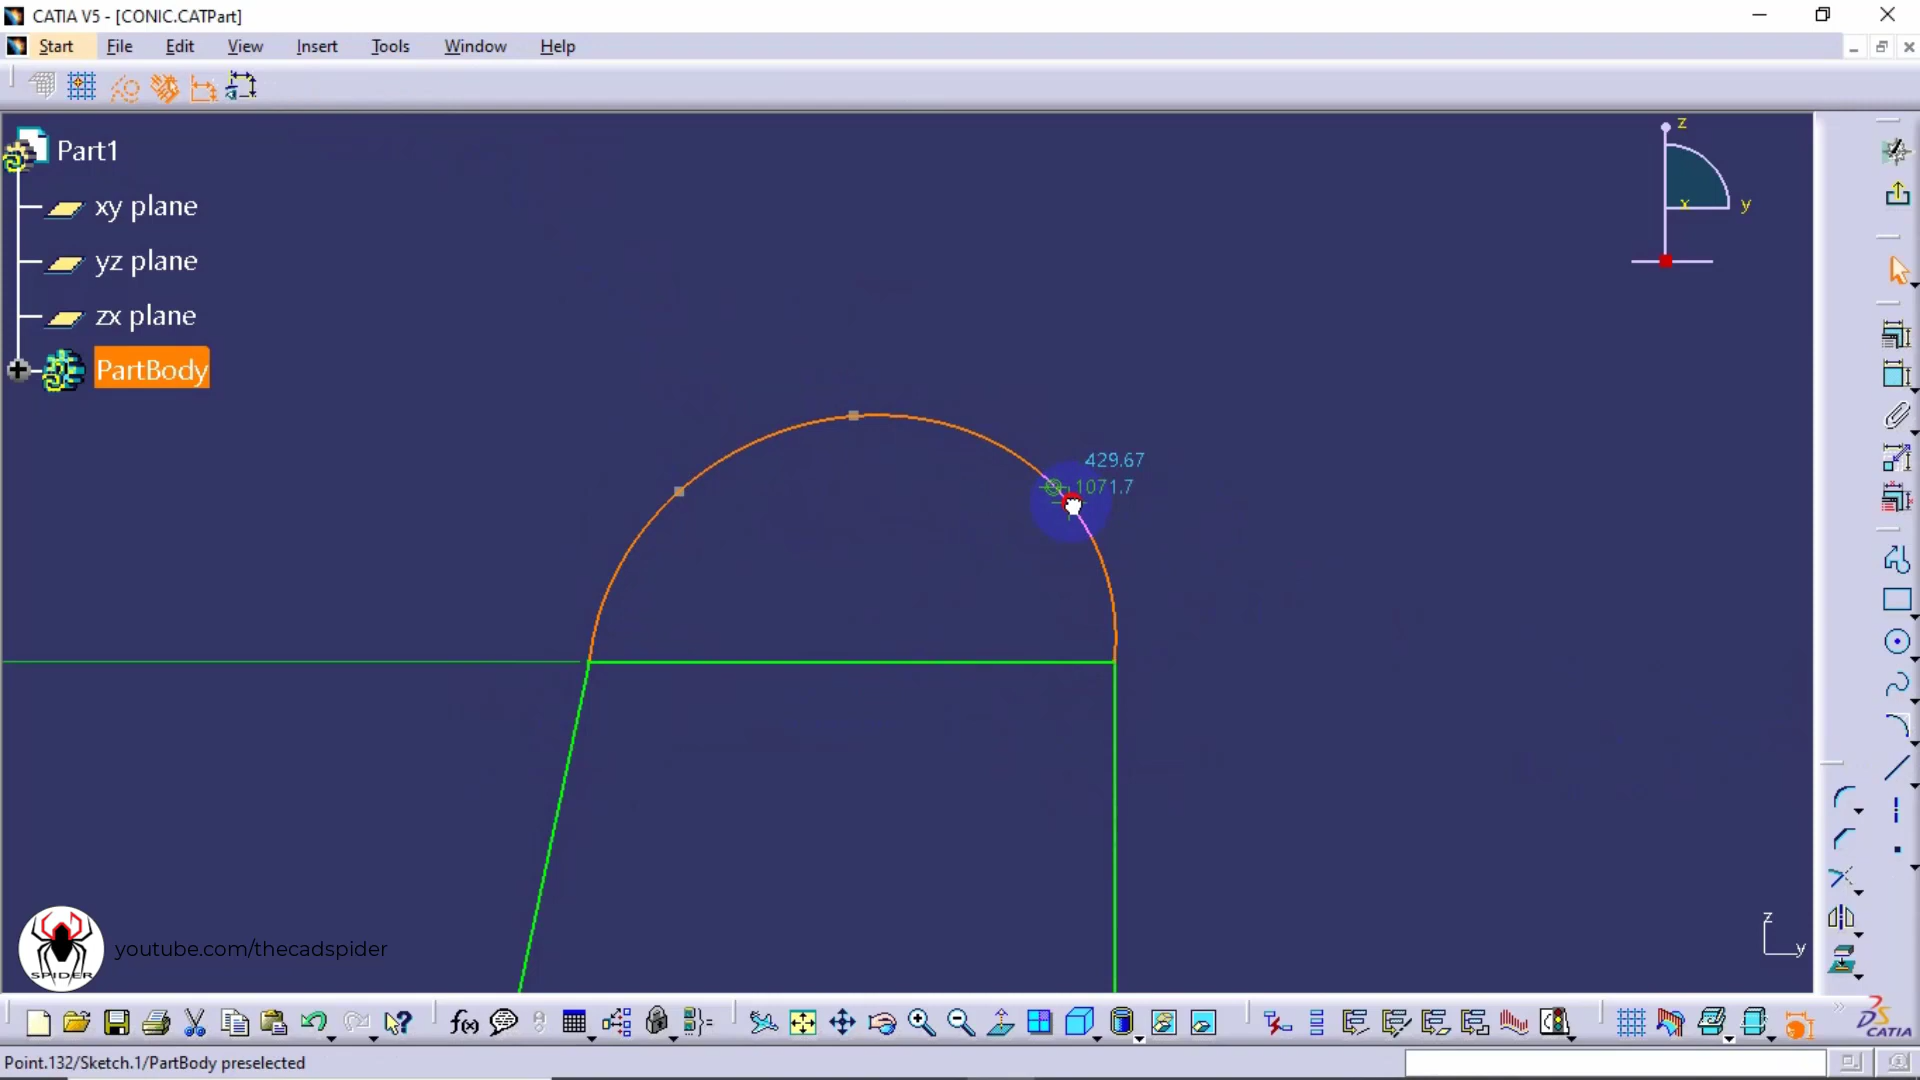 CATIA V5 - [CONIC.CATPart]
Start File Edit View Insert Tools Window Help
Part1
xy plane
yz plane
zx plane
PartBody
z
x
y
429.67
1071.7
z
y
SPIDER
youtube.com/thecadspider
f(x)
CATIA
Point.132/Sketch.1/PartBody preselected